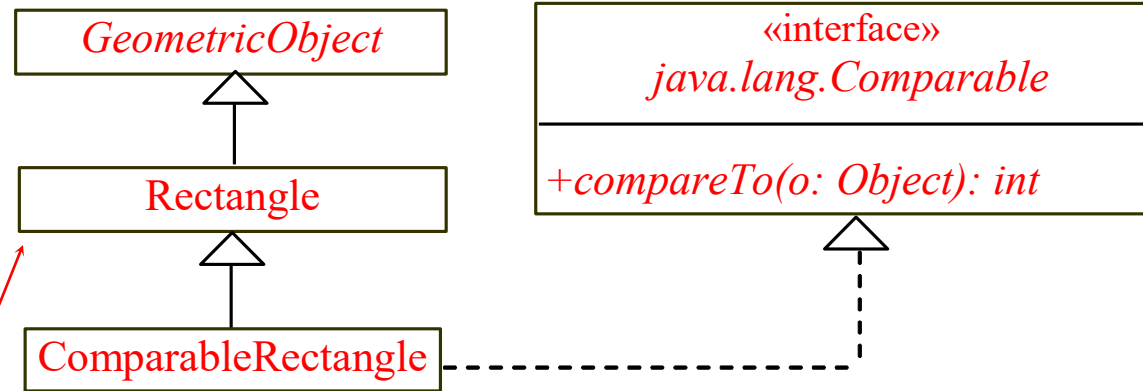 GeometricObject
Rectangle
ComparableRectangle
«interface»
java.lang.Comparable
+compareTo(o: Object): int